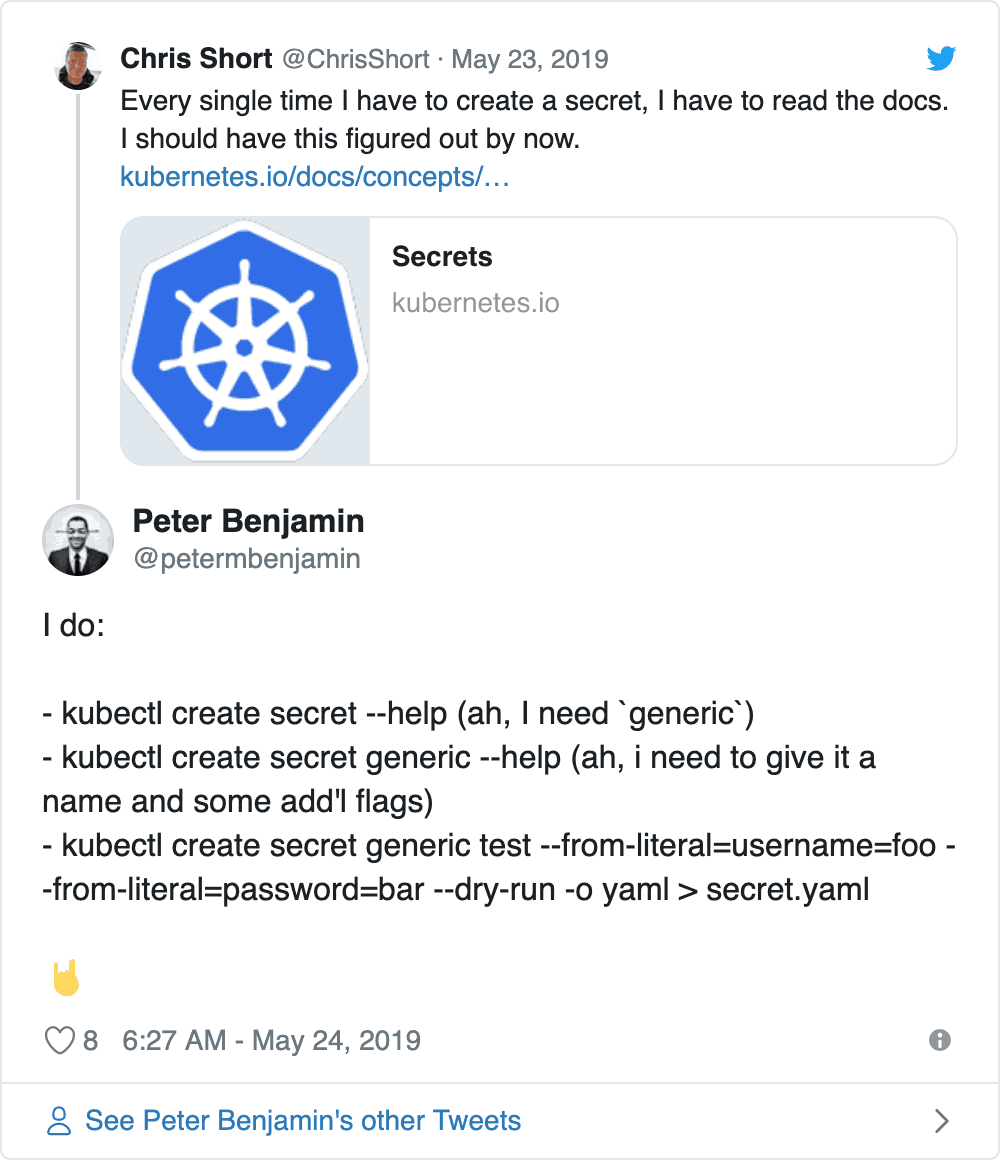 Chris Short @ChrisShort · May 23, 2019
Every single time I have to create a secret, I have to read the docs.
I should have this figured out by now.
kubernetes.io/docs/concepts/…
Secrets
kubernetes.io
Peter Benjamin
@petermbenjamin
I do:
- kubectl create secret --help (ah, I need `generic`)
- kubectl create secret generic --help (ah, i need to give it a
name and some add'l flags)
- kubectl create secret generic test --from-literal=username=foo -
-from-literal=password=bar --dry-run -o yaml > secret.yaml
🤘
8 6:27 AM - May 24, 2019
See Peter Benjamin's other Tweets